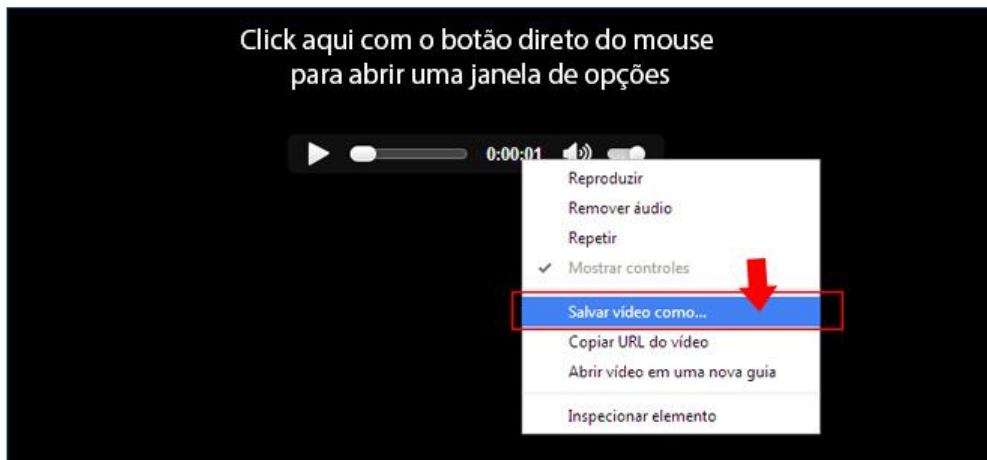 Click aqui com o botão direto do mouse
para abrir uma janela de opções
0:00:01
Reproduzir
Remover áudio
Repetir
Mostrar controles
Salvar vídeo como...
Copiar URL do vídeo
Abrir vídeo em uma nova guia
Inspecionar elemento